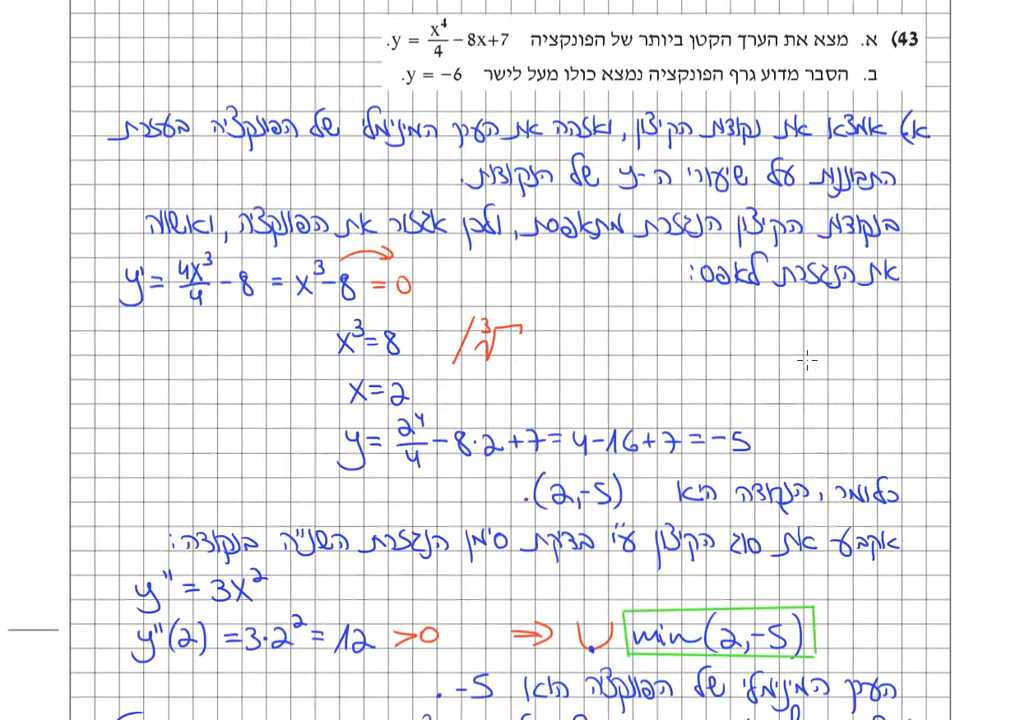 43) א. מצא את הערך הקטן ביותר של הפונקציה y = x⁴/4 − 8x+7.
ב. הסבר מדוע גרף הפונקציה נמצא כולו מעל לישר y = −6.
א) אמצא את נקודת הקיצון, ואזהה את הערך המינימלי של הפונקציה בעזרת
התבוננות על שיעורי ה-y של הנקודות.
בנקודת הקיצון הנגזרת מתאפסת, ולכן אגזור את הפונקציה, ואשווה
את הנגזרת לאפס:
y' = 4x³/4 − 8 = x³ − 8 = 0
x³ = 8 /∛
x = 2
y = 2⁴/4 − 8·2 + 7 = 4 − 16 + 7 = −5
כלומר, הנקודה היא (2,−5).
אקבע את סוג הקיצון ע"י בדקת סימן הנגזרת השנייה בנקודה:
y'' = 3x²
y''(2) = 3·2² = 12 >0 ⇒ ∪ min(2,−5)
הערך המינימלי של הפונקציה הוא −5.